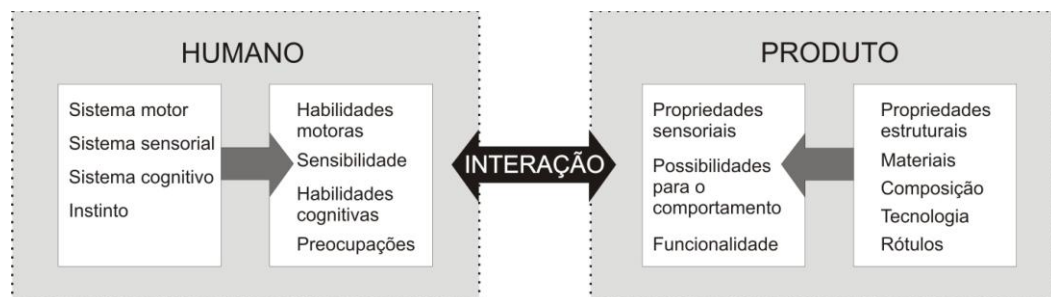 HUMANO
Sistema motor
Sistema sensorial
Sistema cognitivo
Instinto
Habilidades
motoras
Sensibilidade
Habilidades
cognitivas
Preocupações
INTERAÇÃO
PRODUTO
Propriedades
sensoriais
Possibilidades
para o
comportamento
Funcionalidade
Propriedades
estruturais
Materiais
Composição
Tecnologia
Rótulos